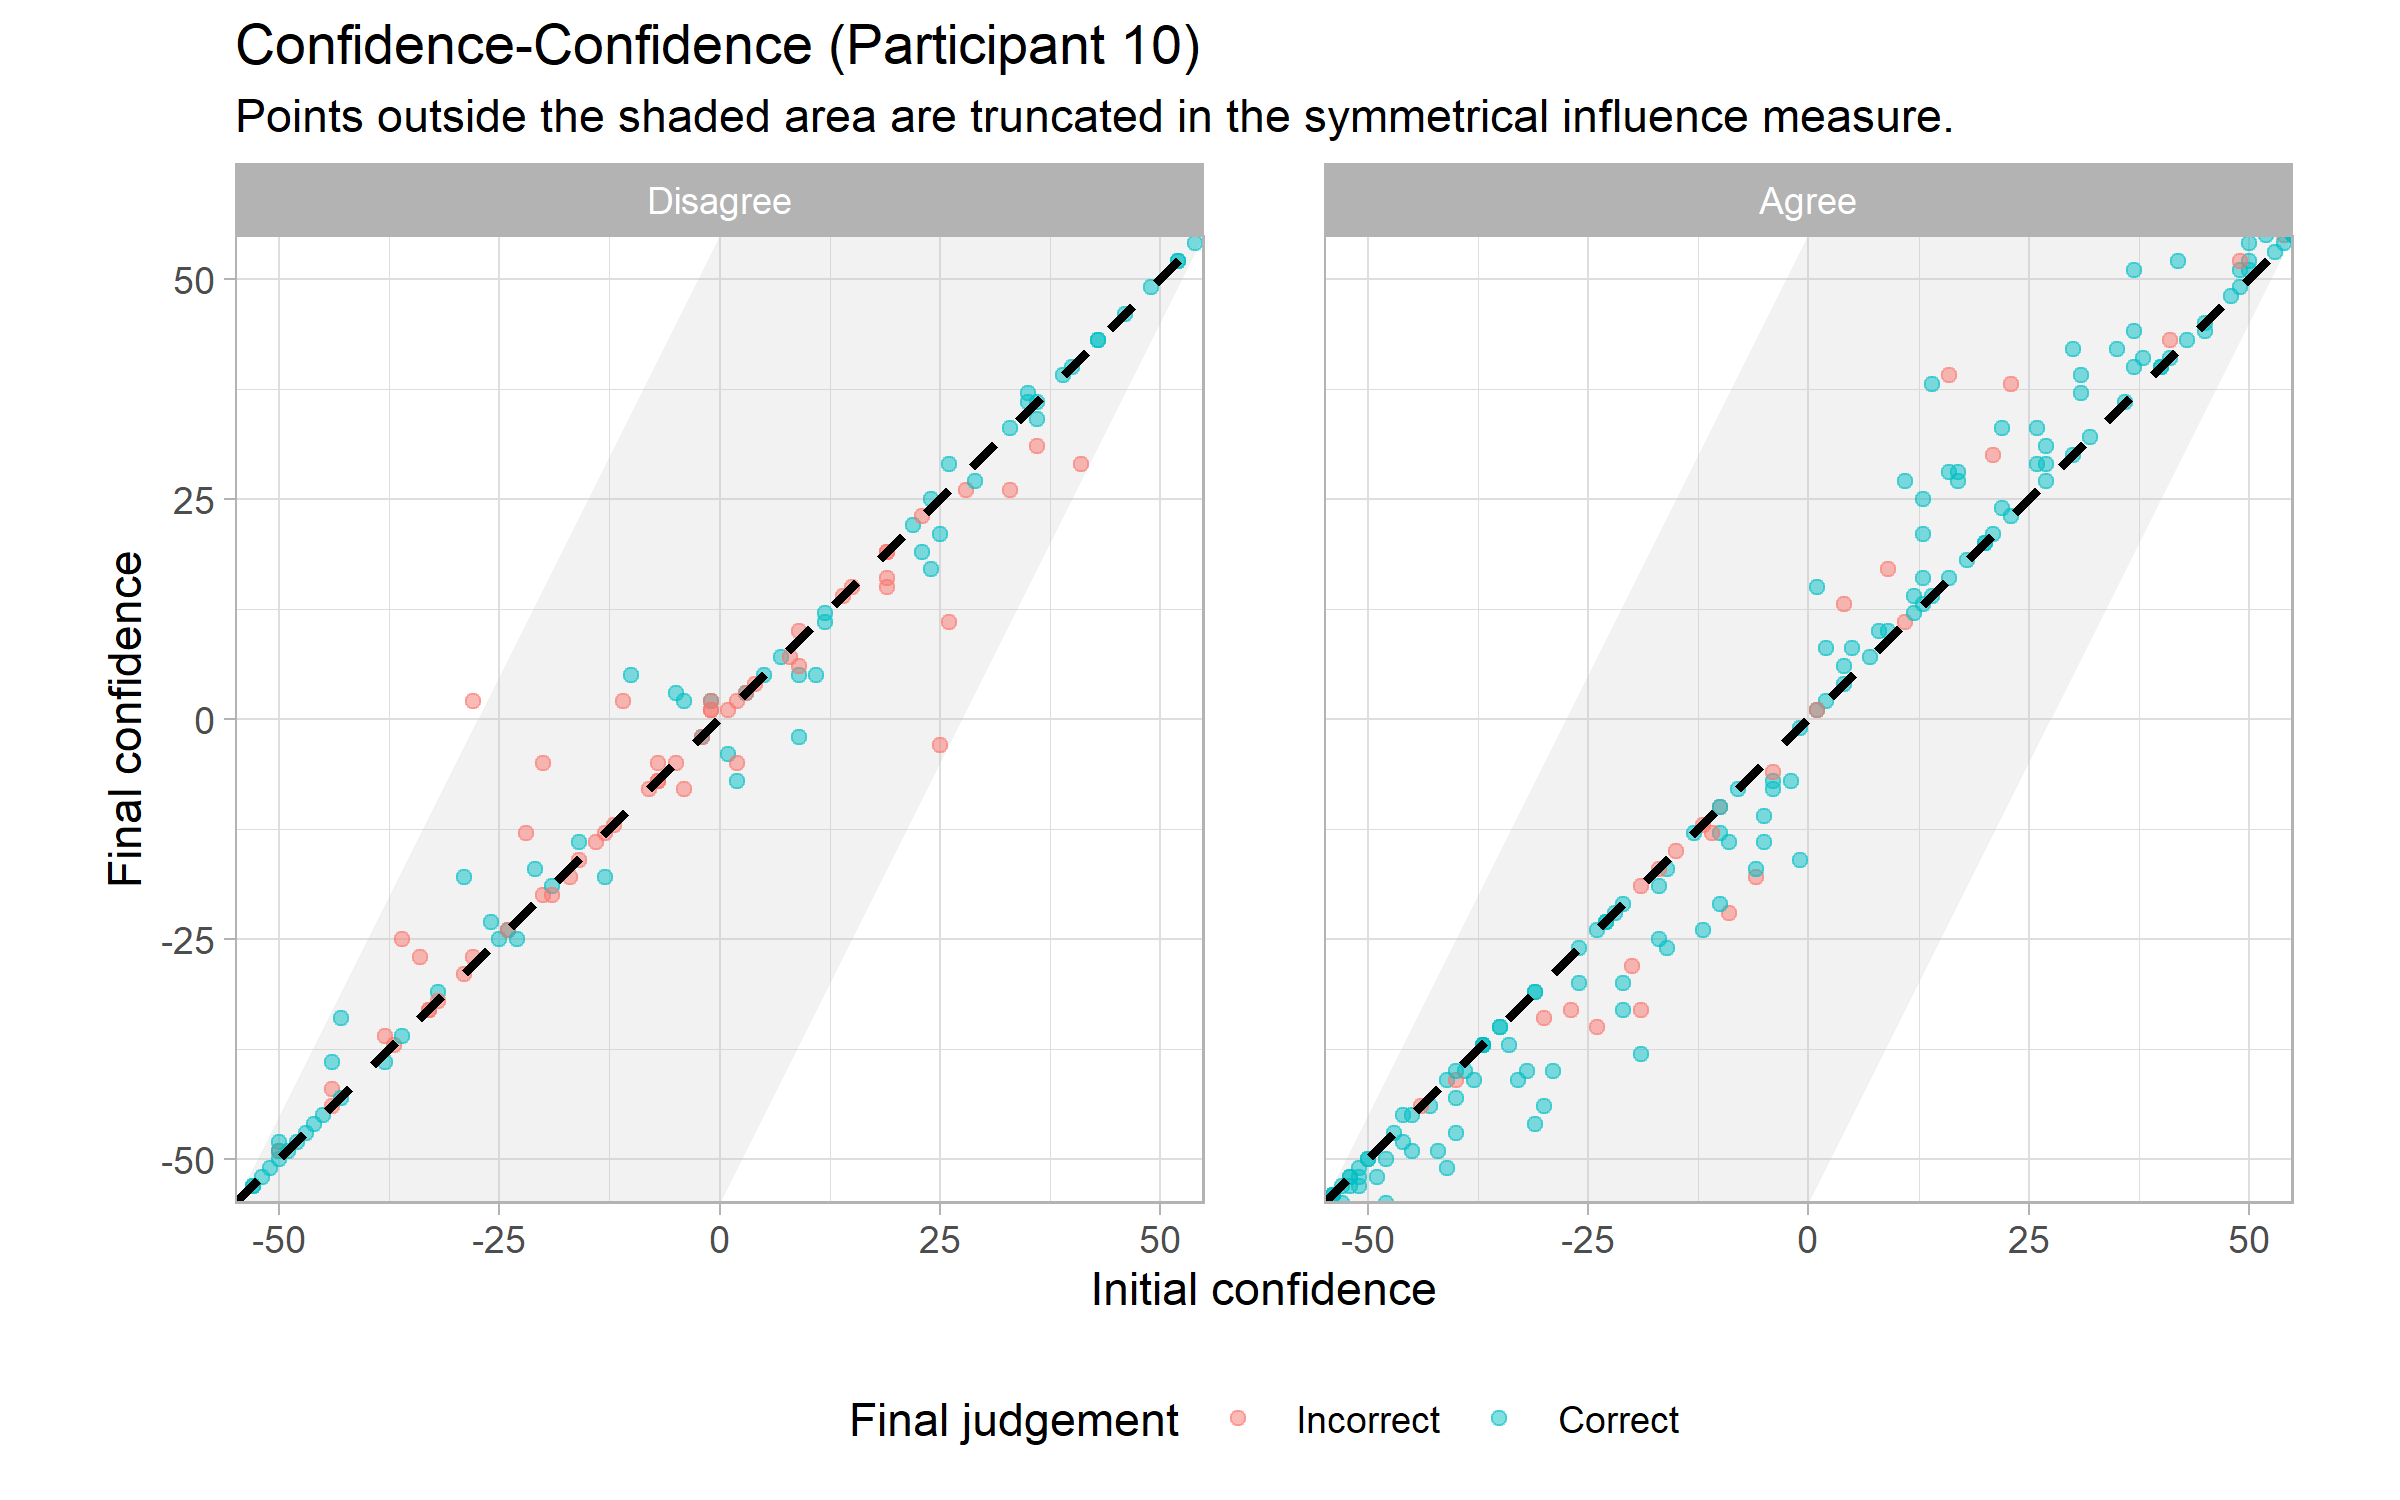 Confidence-Confidence (Participant 10)
Points outside the shaded area are truncated in the symmetrical influence measure.
Disagree
Agree
Final confidence
50
25
0
-25
-50
-50 -25 0 25 50
-50 -25 0 25 50
Initial confidence
Final judgement Incorrect Correct